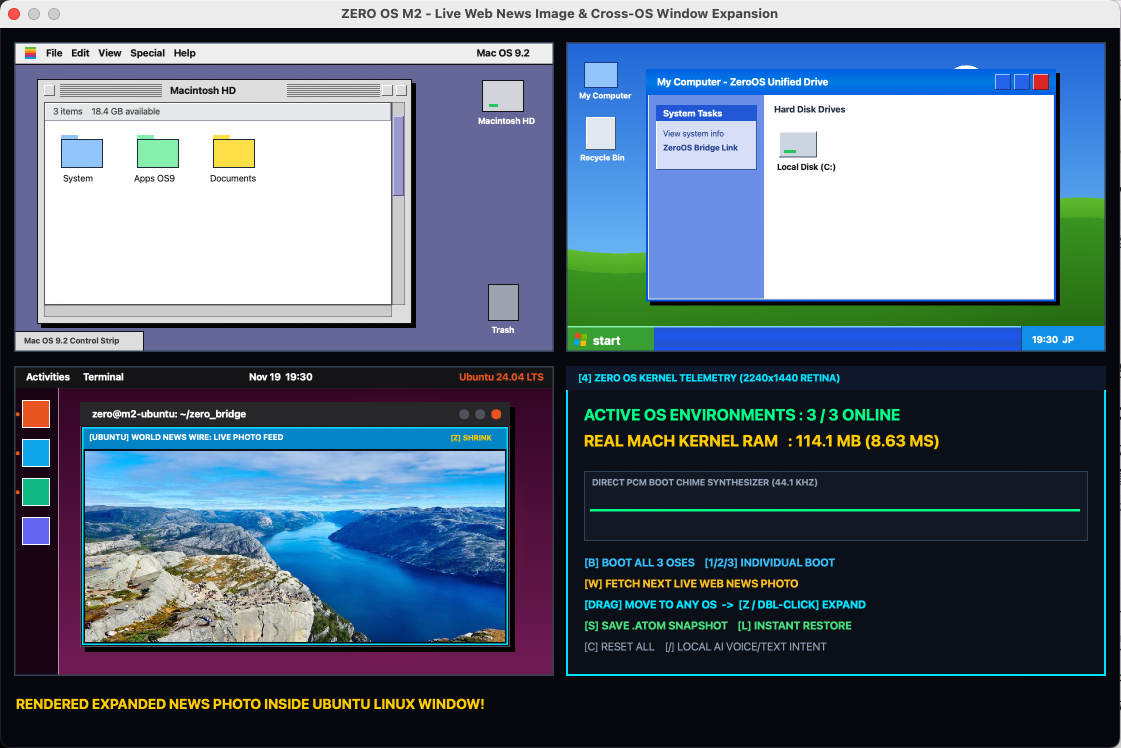 ZERO OS M2 - Live Web News Image & Cross-OS Window Expansion
File Edit View Special Help
Mac OS 9.2
Macintosh HD
3 items 18.4 GB available
System
Apps OS9
Documents
Macintosh HD
Trash
Mac OS 9.2 Control Strip
My Computer
Recycle Bin
My Computer - ZeroOS Unified Drive
System Tasks
View system info
ZeroOS Bridge Link
Hard Disk Drives
Local Disk (C:)
start
19:30 JP
Activities Terminal
Nov 19 19:30
Ubuntu 24.04 LTS
zero@m2-ubuntu: ~/zero_bridge
[UBUNTU] WORLD NEWS WIRE: LIVE PHOTO FEED
[Z] SHRINK
[4] ZERO OS KERNEL TELEMETRY (2240x1440 RETINA)
ACTIVE OS ENVIRONMENTS : 3 / 3 ONLINE
REAL MACH KERNEL RAM : 114.1 MB (8.63 MS)
DIRECT PCM BOOT CHIME SYNTHESIZER (44.1 KHZ)
[B] BOOT ALL 3 OSES [1/2/3] INDIVIDUAL BOOT
[W] FETCH NEXT LIVE WEB NEWS PHOTO
[DRAG] MOVE TO ANY OS -> [Z / DBL-CLICK] EXPAND
[S] SAVE .ATOM SNAPSHOT [L] INSTANT RESTORE
[C] RESET ALL [/] LOCAL AI VOICE/TEXT INTENT
RENDERED EXPANDED NEWS PHOTO INSIDE UBUNTU LINUX WINDOW!